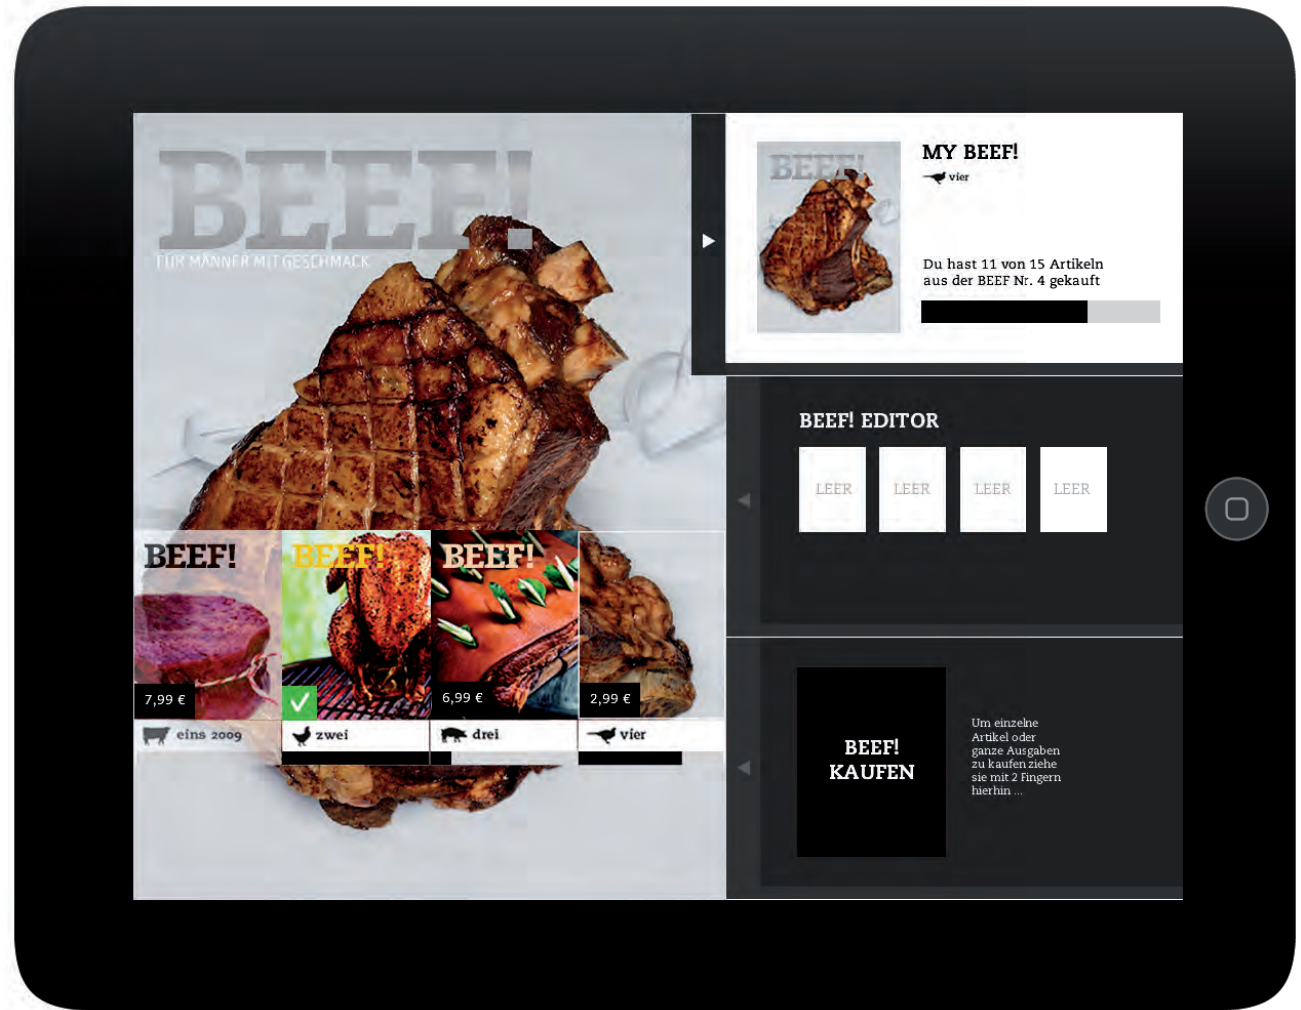 BEEF!
FÜR MÄNNER MIT GESCHMACK
BEEF!
7,99 €
eins 2009
BEEF!
zwei
BEEF!
6,99 €
drei
2,99 €
vier
BEEF!
MY BEEF!
vier
Du hast 11 von 15 Artikeln
aus der BEEF Nr. 4 gekauft
BEEF! EDITOR
LEER
LEER
LEER
LEER
BEEF!
KAUFEN
Um einzelne
Artikel oder
ganze Ausgaben
zu kaufen ziehe
sie mit 2 Fingern
hierhin ...